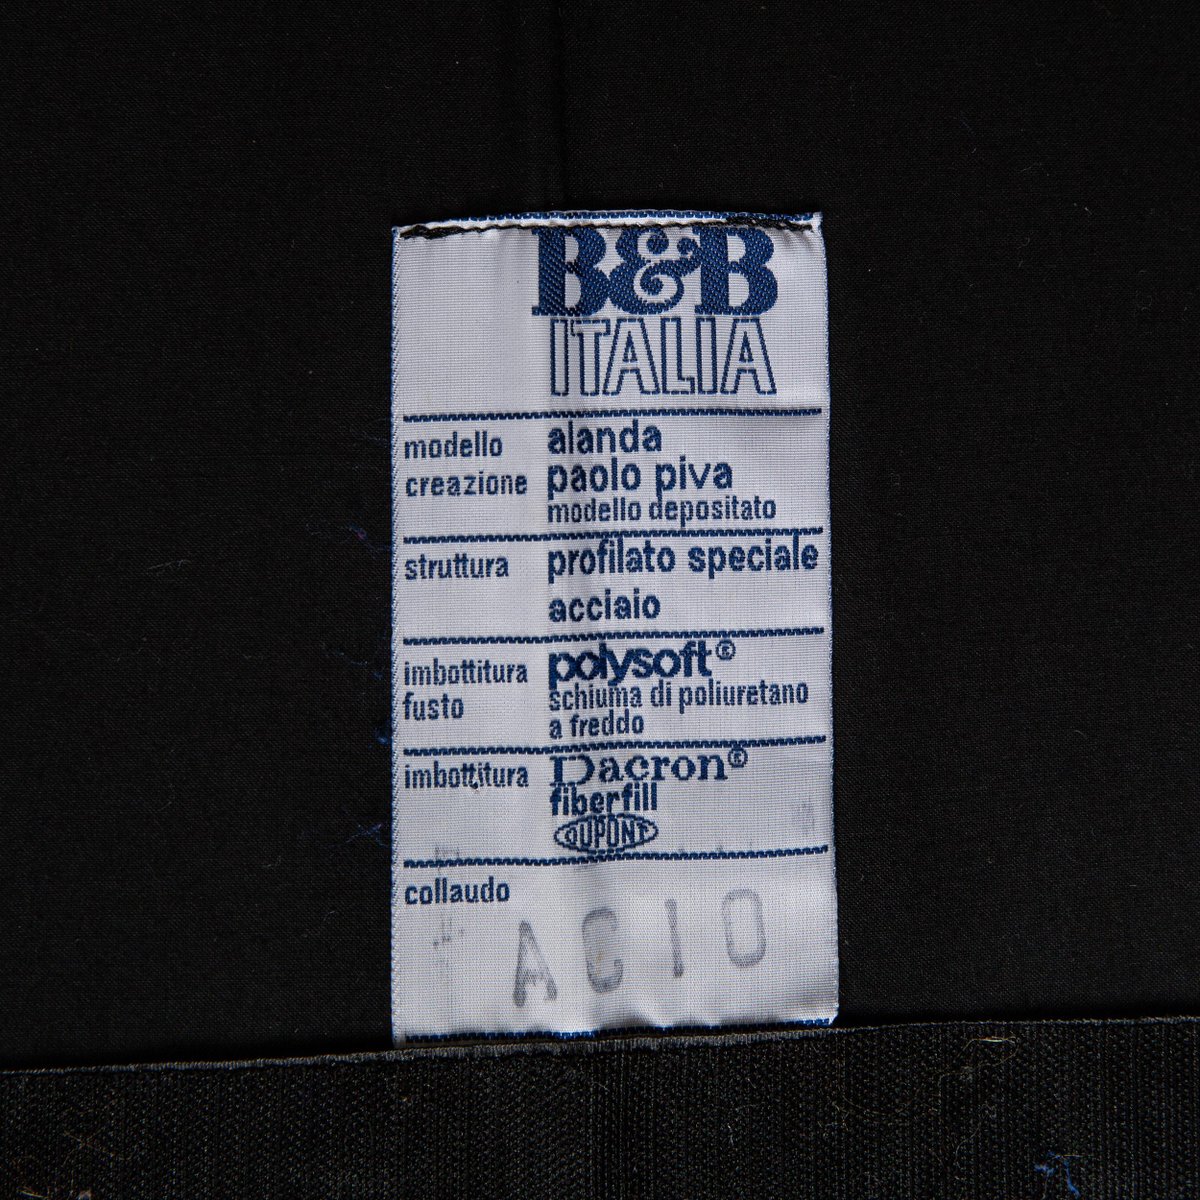 B&B
ITALIA
modello alanda
creazione paolo piva
modello depositato
struttura profilato speciale
acciaio
imbottitura polysoft®
fusto schiuma di poliuretano
a freddo
imbottitura Dacron®
fiberfill
DUPONT
collaudo
ACIO